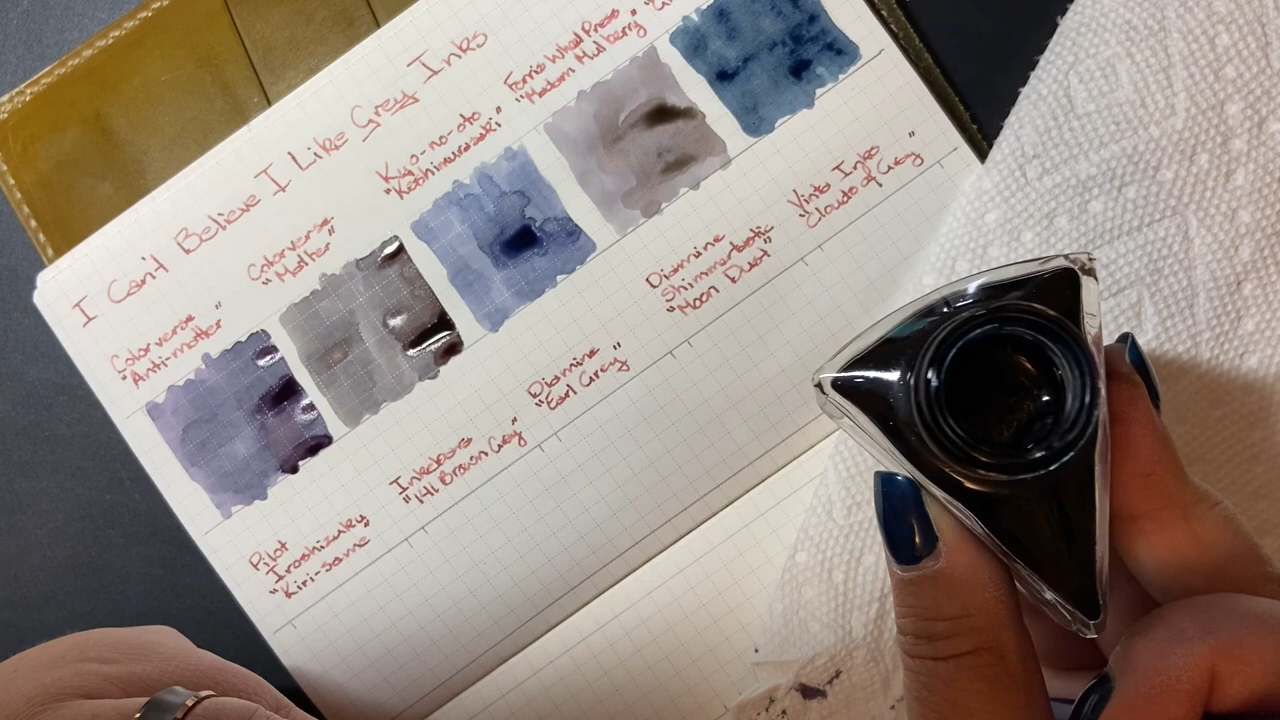 I Can't Believe I Like Grey Inks
Colorverse
"Anti-matter"
Colorverse
"Matter"
Kyo-no-oto
"Keshimurasaki"
Ferris Wheel Press
"Madam Mulberry"
Pilot
Iroshizuku
"Kiri-same"
Inkebara
"141 Brown Grey"
Diamine
"Earl Grey"
Diamine
Shimmertastic
"Moon Dust"
Vinta Inks
"Clouds of Grey"